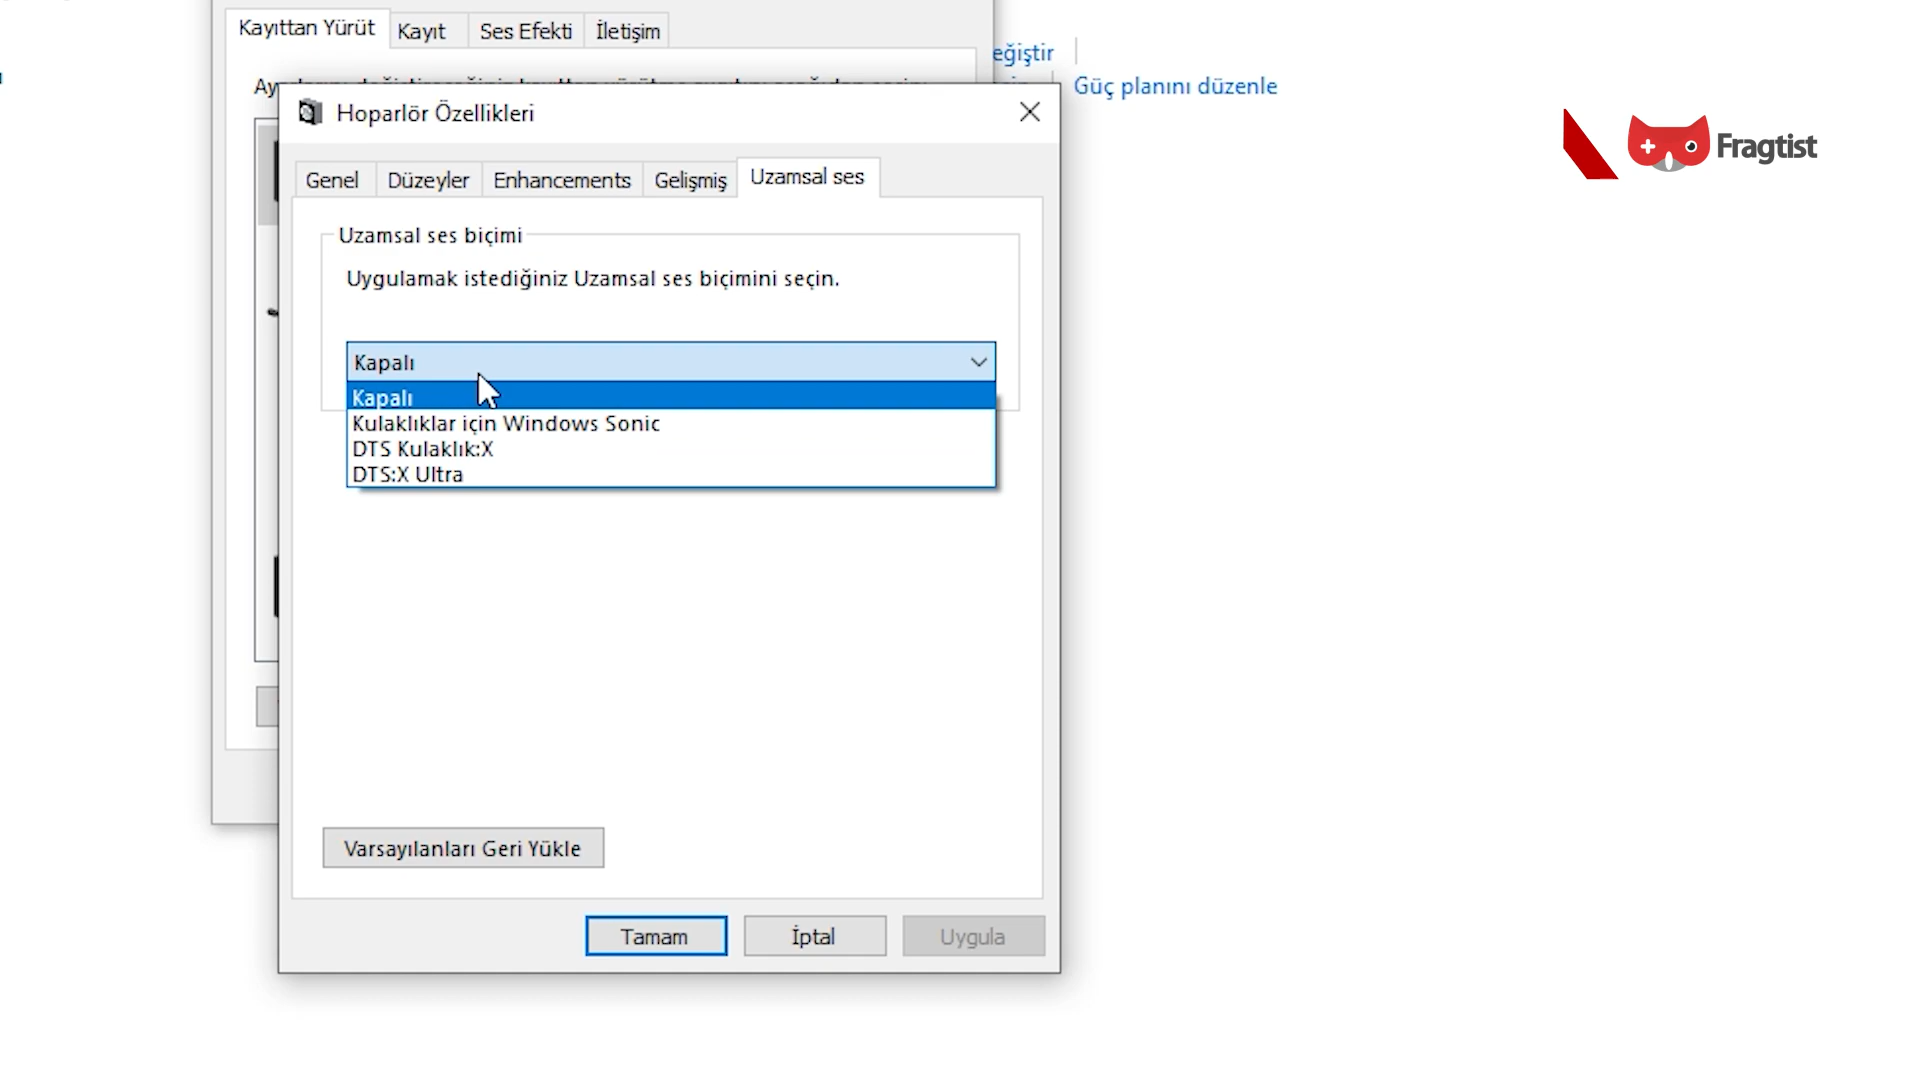 Kayıttan Yürüt Kayıt Ses Efekti İletişim
eğiştir
Güç planını düzenle
Hoparlör Özellikleri
Fragtist
Genel Düzeyler Enhancements Gelişmiş Uzamsal ses
Uzamsal ses biçimi
Uygulamak istediğiniz Uzamsal ses biçimini seçin.
Kapalı
Kapalı
Kulaklıklar için Windows Sonic
DTS Kulaklık:X
DTS:X Ultra
Varsayılanları Geri Yükle
Tamam İptal Uygula